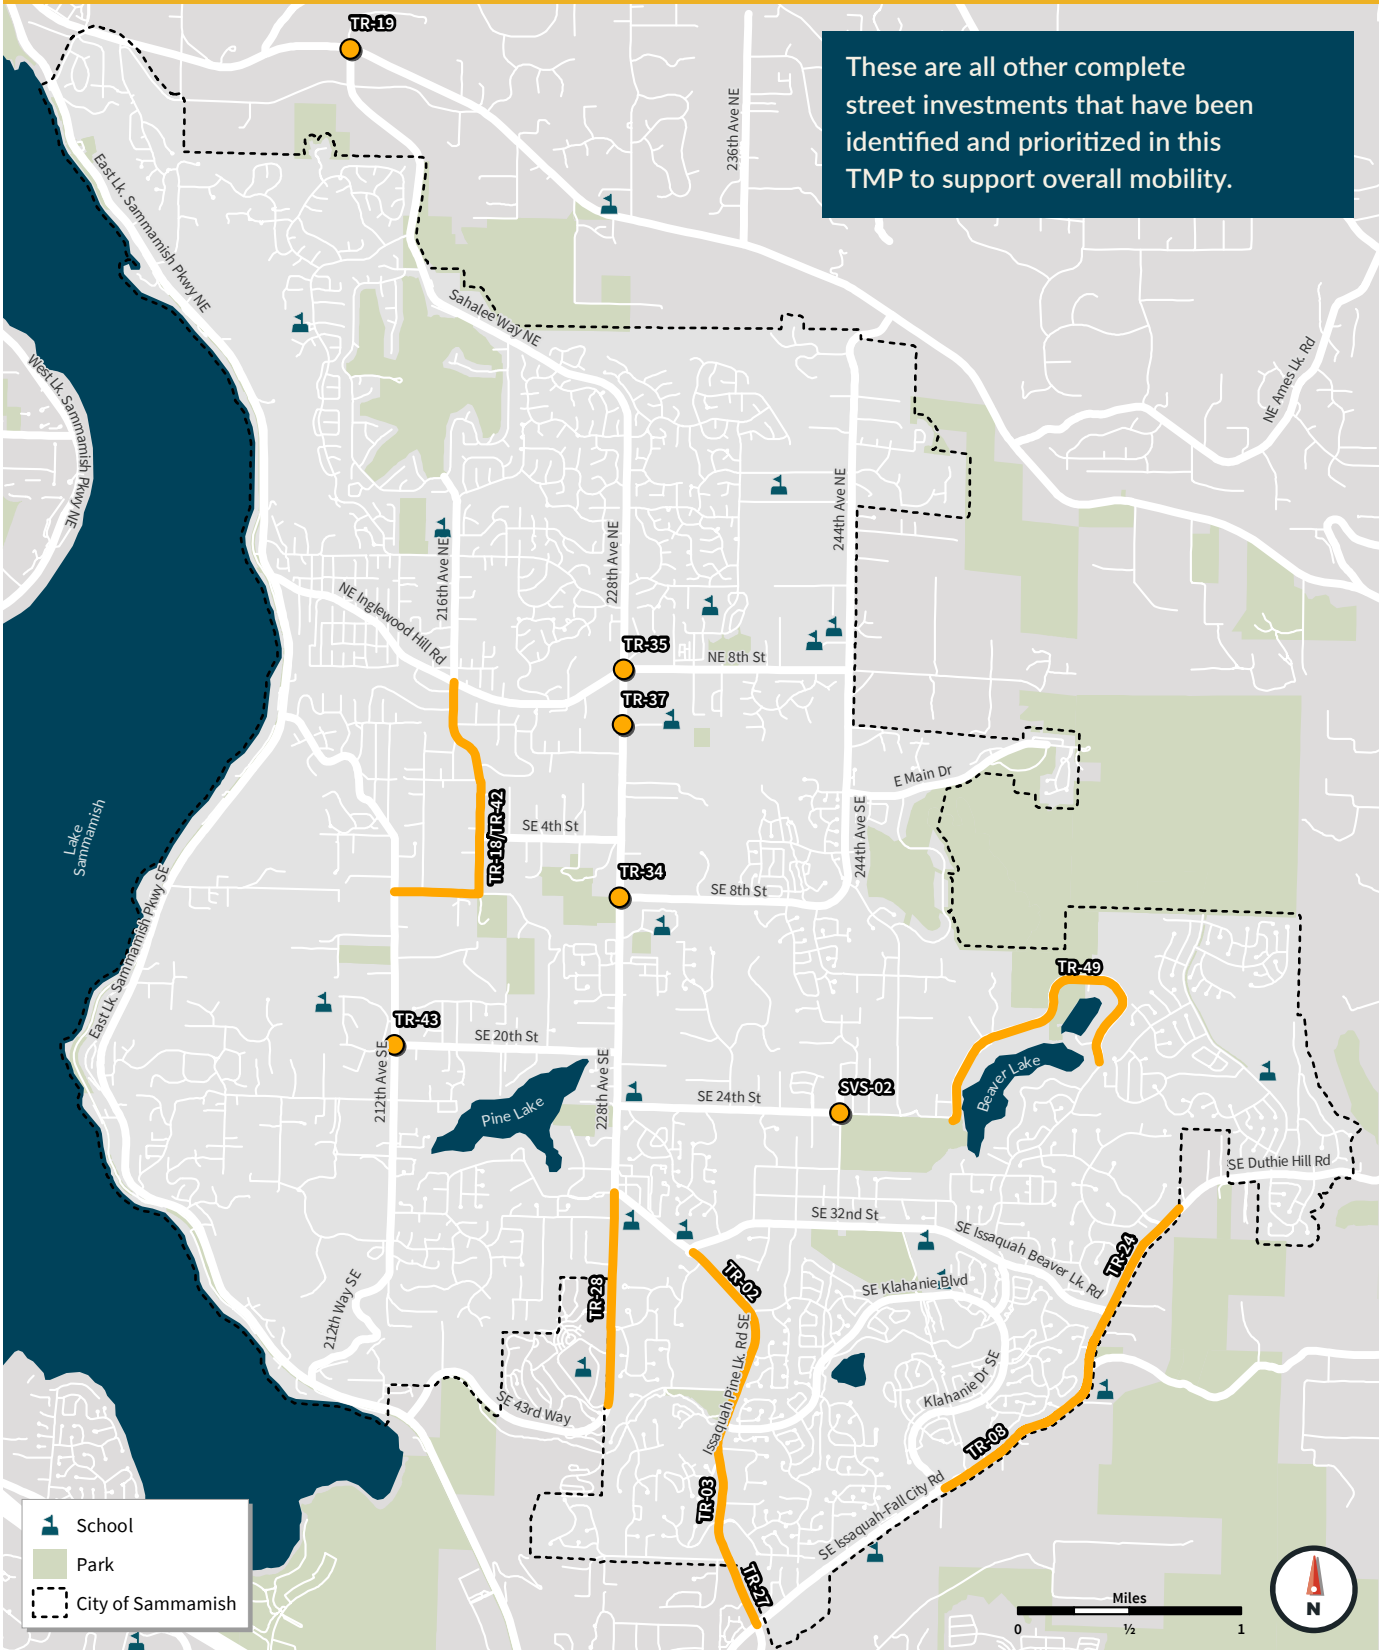 TR-19
These are all other complete
street investments that have been
identified and prioritized in this
TMP to support overall mobility.
236th Ave NE
East Lk. Sammamish Pkwy NE
Sahalee Way NE
West Lk. Sammamish Pkwy NE
NE Ames Lk. Rd
244th Ave NE
228th Ave NE
216th Ave NE
NE Inglewood Hill Rd
TR-35
NE 8th St
TR-37
E Main Dr
TR-18/TR-42
SE 4th St
Lake
Sammamish
244th Ave SE
TR-34
SE 8th St
East Lk. Sammamish Pkwy SE
TR-49
TR-43
SE 20th St
212th Ave SE
228th Ave SE
Beaver Lake
Pine Lake
SE 24th St
SVS-02
SE Duthie Hill Rd
SE 32nd St
SE Issaquah Beaver Lk. Rd
TR-24
212th Way SE
TR-28
TR-02
SE Klahanie Blvd
Issaquah Pine Lk. Rd SE
Klahanie Dr SE
SE 43rd Way
TR-08
TR-03
SE Issaquah-Fall City Rd
TR-27
School
Park
City of Sammamish
Miles
0 ½ 1
N